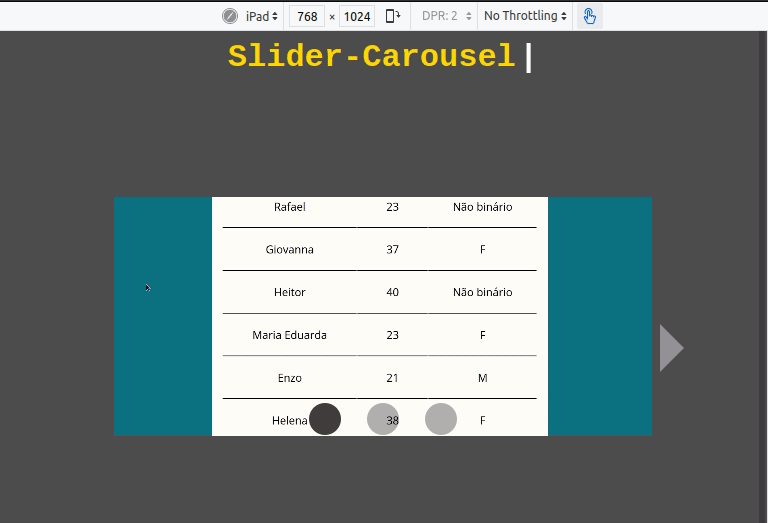 iPad 768 × 1024 DPR: 2 No Throttling
Slider-Carousel
Rafael 23 Não binário
Giovanna 37 F
Heitor 40 Não binário
Maria Eduarda 23 F
Enzo 21 M
Helena 38 F